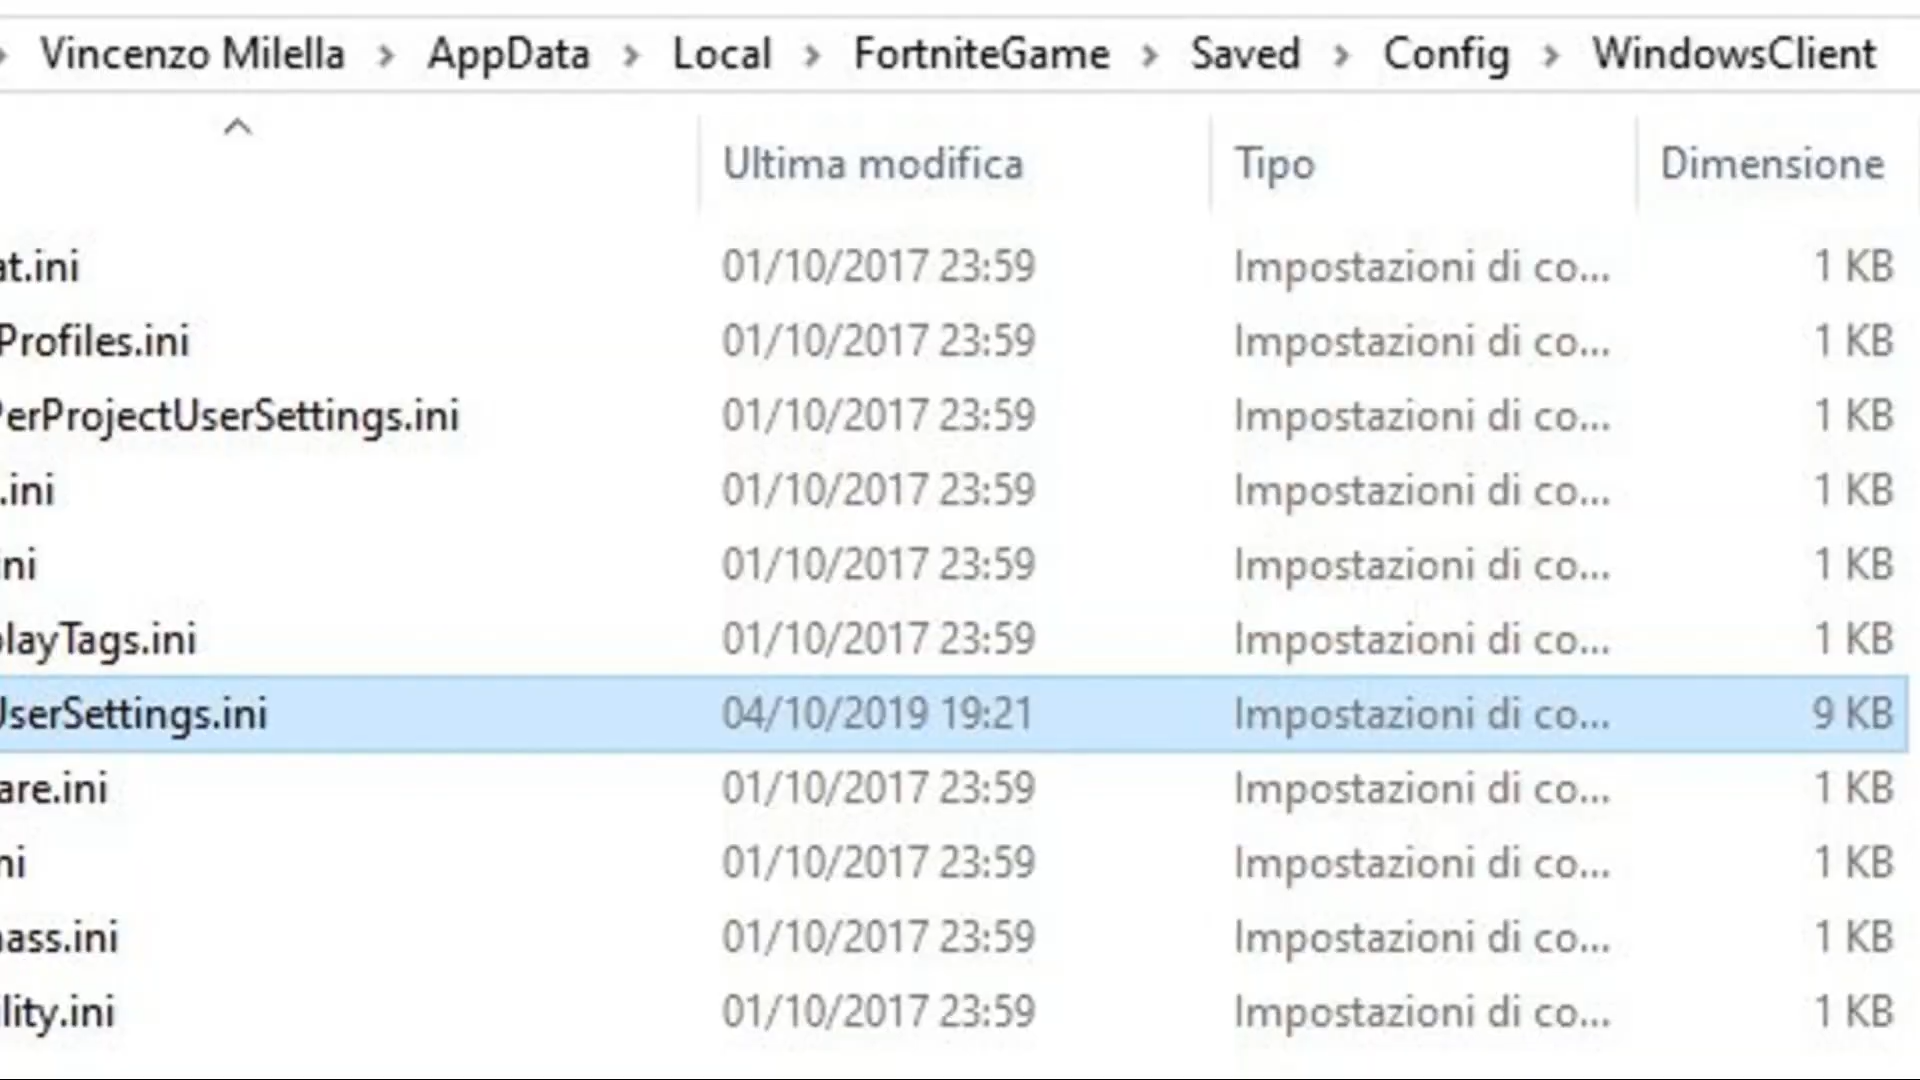 Vincenzo Milella > AppData > Local > FortniteGame > Saved > Config > WindowsClient
Ultima modifica Tipo Dimensione
at.ini 01/10/2017 23:59 Impostazioni di co... 1 KB
Profiles.ini 01/10/2017 23:59 Impostazioni di co... 1 KB
PerProjectUserSettings.ini 01/10/2017 23:59 Impostazioni di co... 1 KB
.ini 01/10/2017 23:59 Impostazioni di co... 1 KB
ini 01/10/2017 23:59 Impostazioni di co... 1 KB
playTags.ini 01/10/2017 23:59 Impostazioni di co... 1 KB
UserSettings.ini 04/10/2019 19:21 Impostazioni di co... 9 KB
are.ini 01/10/2017 23:59 Impostazioni di co... 1 KB
ni 01/10/2017 23:59 Impostazioni di co... 1 KB
ass.ini 01/10/2017 23:59 Impostazioni di co... 1 KB
lity.ini 01/10/2017 23:59 Impostazioni di co... 1 KB